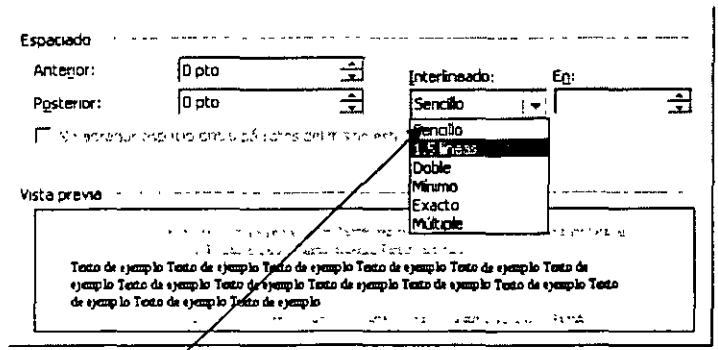 Espaciado
Anterior: 0 pto
Posterior: 0 pto
Interlineado: En:
Sencillo
Sencillo
1.5 líneas
Doble
Mínimo
Exacto
Múltiple
Vista previa
Texto de ejemplo Texto de ejemplo Texto de ejemplo Texto de ejemplo Texto de ejemplo Texto de
ejemplo Texto de ejemplo Texto de ejemplo Texto de ejemplo Texto de ejemplo Texto de ejemplo Texto
de ejemplo Texto de ejemplo